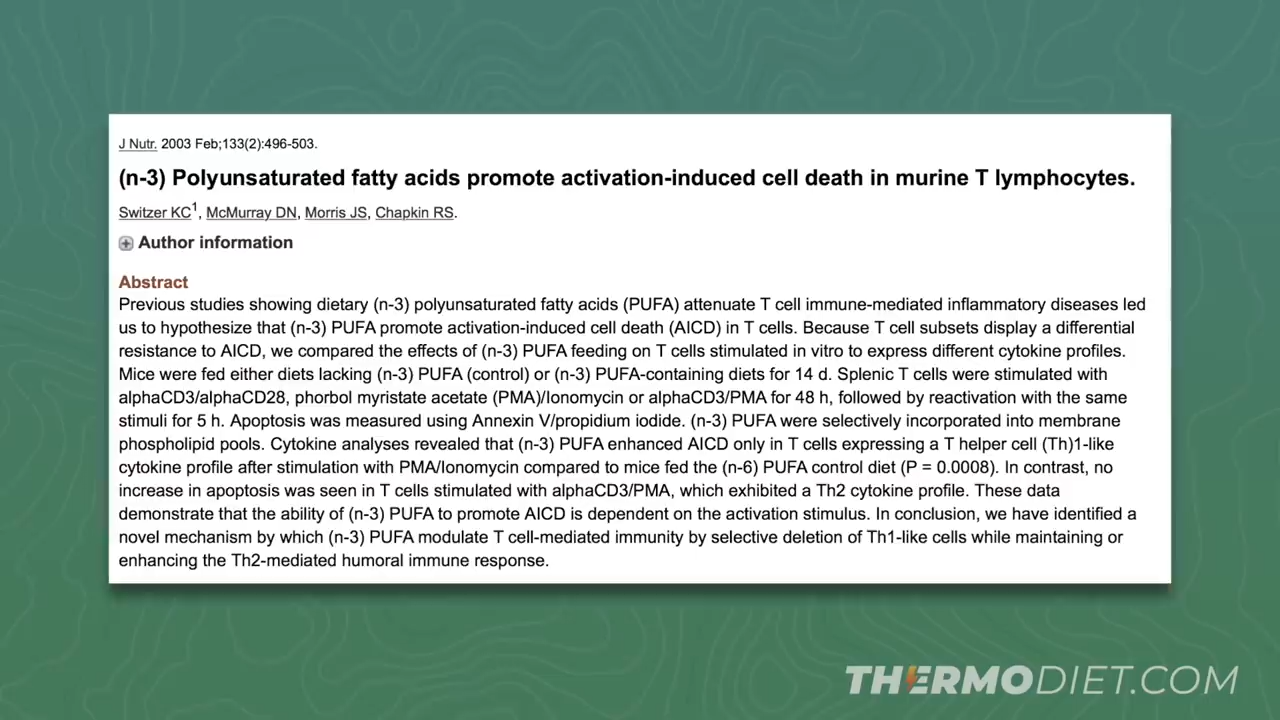 J Nutr. 2003 Feb;133(2):496-503.
(n-3) Polyunsaturated fatty acids promote activation-induced cell death in murine T lymphocytes.
Switzer KC1, McMurray DN, Morris JS, Chapkin RS.
Author information
Abstract
Previous studies showing dietary (n-3) polyunsaturated fatty acids (PUFA) attenuate T cell immune-mediated inflammatory diseases led
us to hypothesize that (n-3) PUFA promote activation-induced cell death (AICD) in T cells. Because T cell subsets display a differential
resistance to AICD, we compared the effects of (n-3) PUFA feeding on T cells stimulated in vitro to express different cytokine profiles.
Mice were fed either diets lacking (n-3) PUFA (control) or (n-3) PUFA-containing diets for 14 d. Splenic T cells were stimulated with
alphaCD3/alphaCD28, phorbol myristate acetate (PMA)/Ionomycin or alphaCD3/PMA for 48 h, followed by reactivation with the same
stimuli for 5 h. Apoptosis was measured using Annexin V/propidium iodide. (n-3) PUFA were selectively incorporated into membrane
phospholipid pools. Cytokine analyses revealed that (n-3) PUFA enhanced AICD only in T cells expressing a T helper cell (Th)1-like
cytokine profile after stimulation with PMA/Ionomycin compared to mice fed the (n-6) PUFA control diet (P = 0.0008). In contrast, no
increase in apoptosis was seen in T cells stimulated with alphaCD3/PMA, which exhibited a Th2 cytokine profile. These data
demonstrate that the ability of (n-3) PUFA to promote AICD is dependent on the activation stimulus. In conclusion, we have identified a
novel mechanism by which (n-3) PUFA modulate T cell-mediated immunity by selective deletion of Th1-like cells while maintaining or
enhancing the Th2-mediated humoral immune response.
THERMODIET.COM